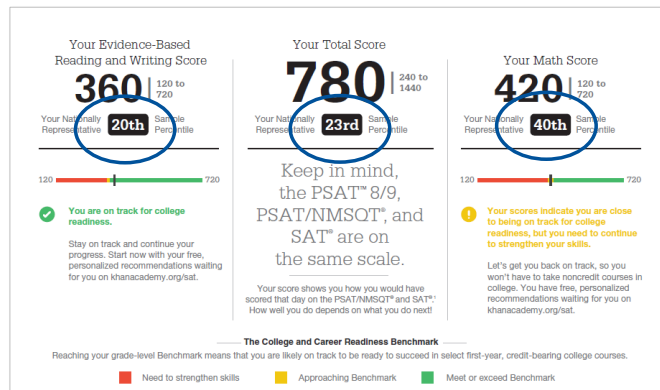 Your Evidence-Based
Reading and Writing Score
360
120 to
720
Your Nationally
Representative
20th
Sample
Percentile
120
720
You are on track for college
readiness.
Stay on track and continue your
progress. Start now with your free,
personalized recommendations waiting
for you on khanacademy.org/sat.
Your Total Score
780
240 to
1440
Your Nationally
Representative
23rd
Sample
Percentile
Keep in mind,
the PSAT™ 8/9,
PSAT/NMSQT®, and
SAT® are on
the same scale.
Your score shows you how you would have
scored that day on the PSAT/NMSQT® and SAT®.¹
How well you do depends on what you do next!
Your Math Score
420
120 to
720
Your Nationally
Representative
40th
Sample
Percentile
120
720
Your scores indicate you are close
to being on track for college
readiness, but you need to continue
to strengthen your skills.
Let's get you back on track, so you
won't have to take noncredit courses in
college. You have free, personalized
recommendations waiting for you on
khanacademy.org/sat.
The College and Career Readiness Benchmark
Reaching your grade-level Benchmark means that you are likely on track to be ready to succeed in select first-year, credit-bearing college courses.
Need to strengthen skills
Approaching Benchmark
Meet or exceed Benchmark